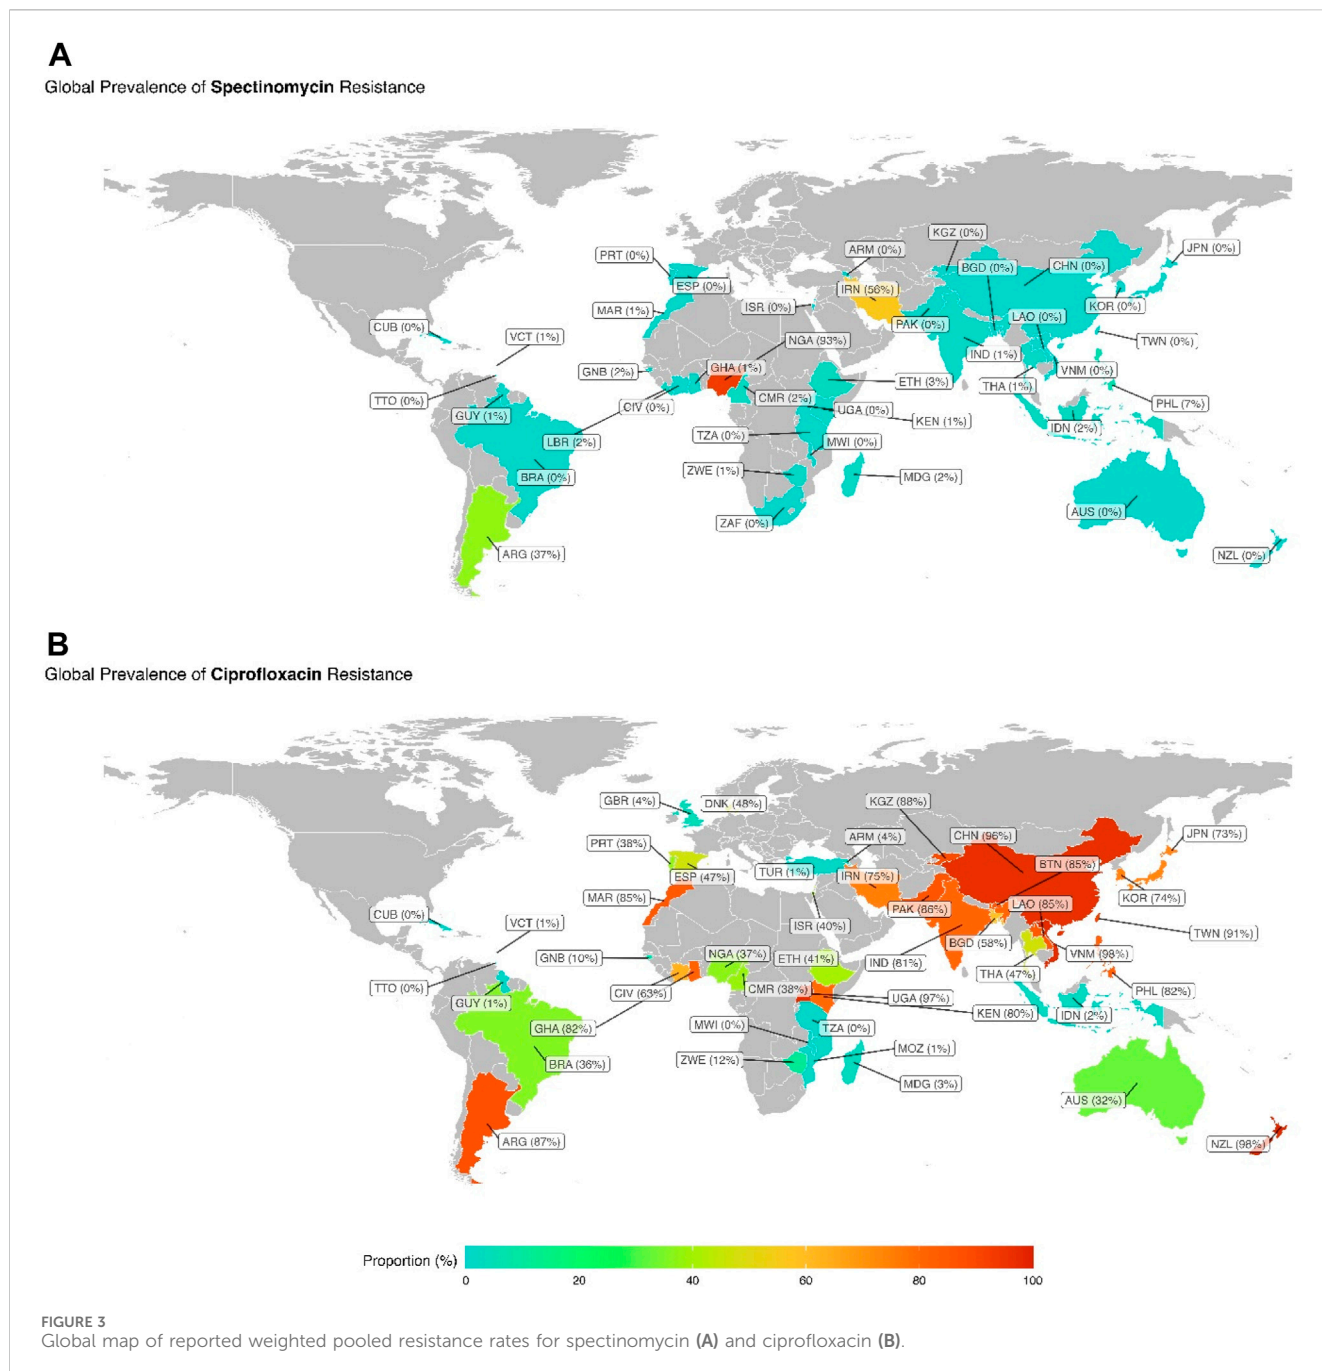 A
Global Prevalence of Spectinomycin Resistance
KGZ (0%)
PRT (0%)
ARM (0%)
JPN (0%)
BGD (0%)
CHN (0%)
ESP (0%)
IRN (56%)
MAR (1%)
ISR (0%)
KOR (0%)
PAK (0%)
LAO (0%)
CUB (0%)
VCT (1%)
NGA (93%)
TWN (0%)
IND (1%)
GNB (2%)
GHA (1%)
VNM (0%)
ETH (3%)
THA (1%)
TTO (0%)
CMR (2%)
PHL (7%)
CIV (0%)
UGA (0%)
GUY (1%)
KEN (1%)
IDN (2%)
TZA (0%)
LBR (2%)
MWI (0%)
ZWE (1%)
MDG (2%)
BRA (0%)
AUS (0%)
ZAF (0%)
ARG (37%)
NZL (0%)
B
Global Prevalence of Ciprofloxacin Resistance
GBR (4%)
DNK (48%)
KGZ (88%)
PRT (38%)
ARM (4%)
CHN (96%)
JPN (73%)
BTN (85%)
TUR (1%)
ESP (47%)
IRN (75%)
MAR (85%)
KOR (74%)
PAK (86%)
LAO (85%)
CUB (0%)
VCT (1%)
ISR (40%)
TWN (91%)
BGD (58%)
GNB (10%)
NGA (37%)
ETH (41%)
IND (81%)
VNM (98%)
THA (47%)
TTO (0%)
CIV (63%)
CMR (38%)
PHL (82%)
GUY (1%)
UGA (97%)
KEN (80%)
IDN (2%)
GHA (82%)
MWI (0%)
TZA (0%)
BRA (36%)
ZWE (12%)
MOZ (1%)
MDG (3%)
AUS (32%)
ARG (87%)
NZL (98%)
Proportion (%)
0 20 40 60 80 100
FIGURE 3
Global map of reported weighted pooled resistance rates for spectinomycin (A) and ciprofloxacin (B).